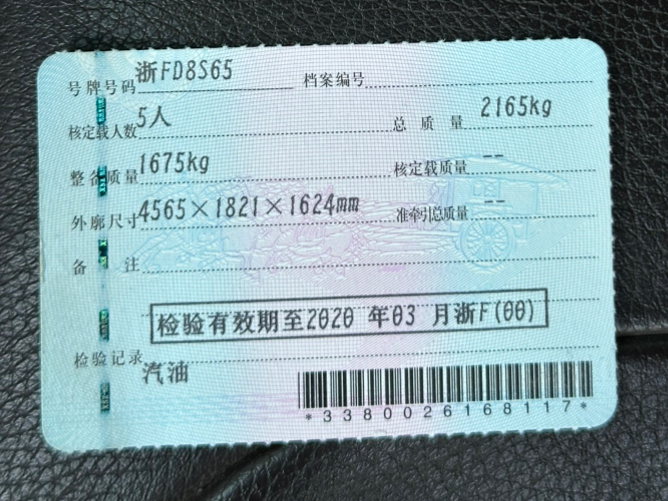 号牌号码 浙FD8S65 档案编号
核定载人数 5人 总质量 2165kg
整备质量 1675kg 核定载质量 --
外廓尺寸 4565×1821×1624mm 准牵引总质量 --
备注
检验有效期至2020 年03 月浙F(00)
检验记录
汽油
*3380026168117*